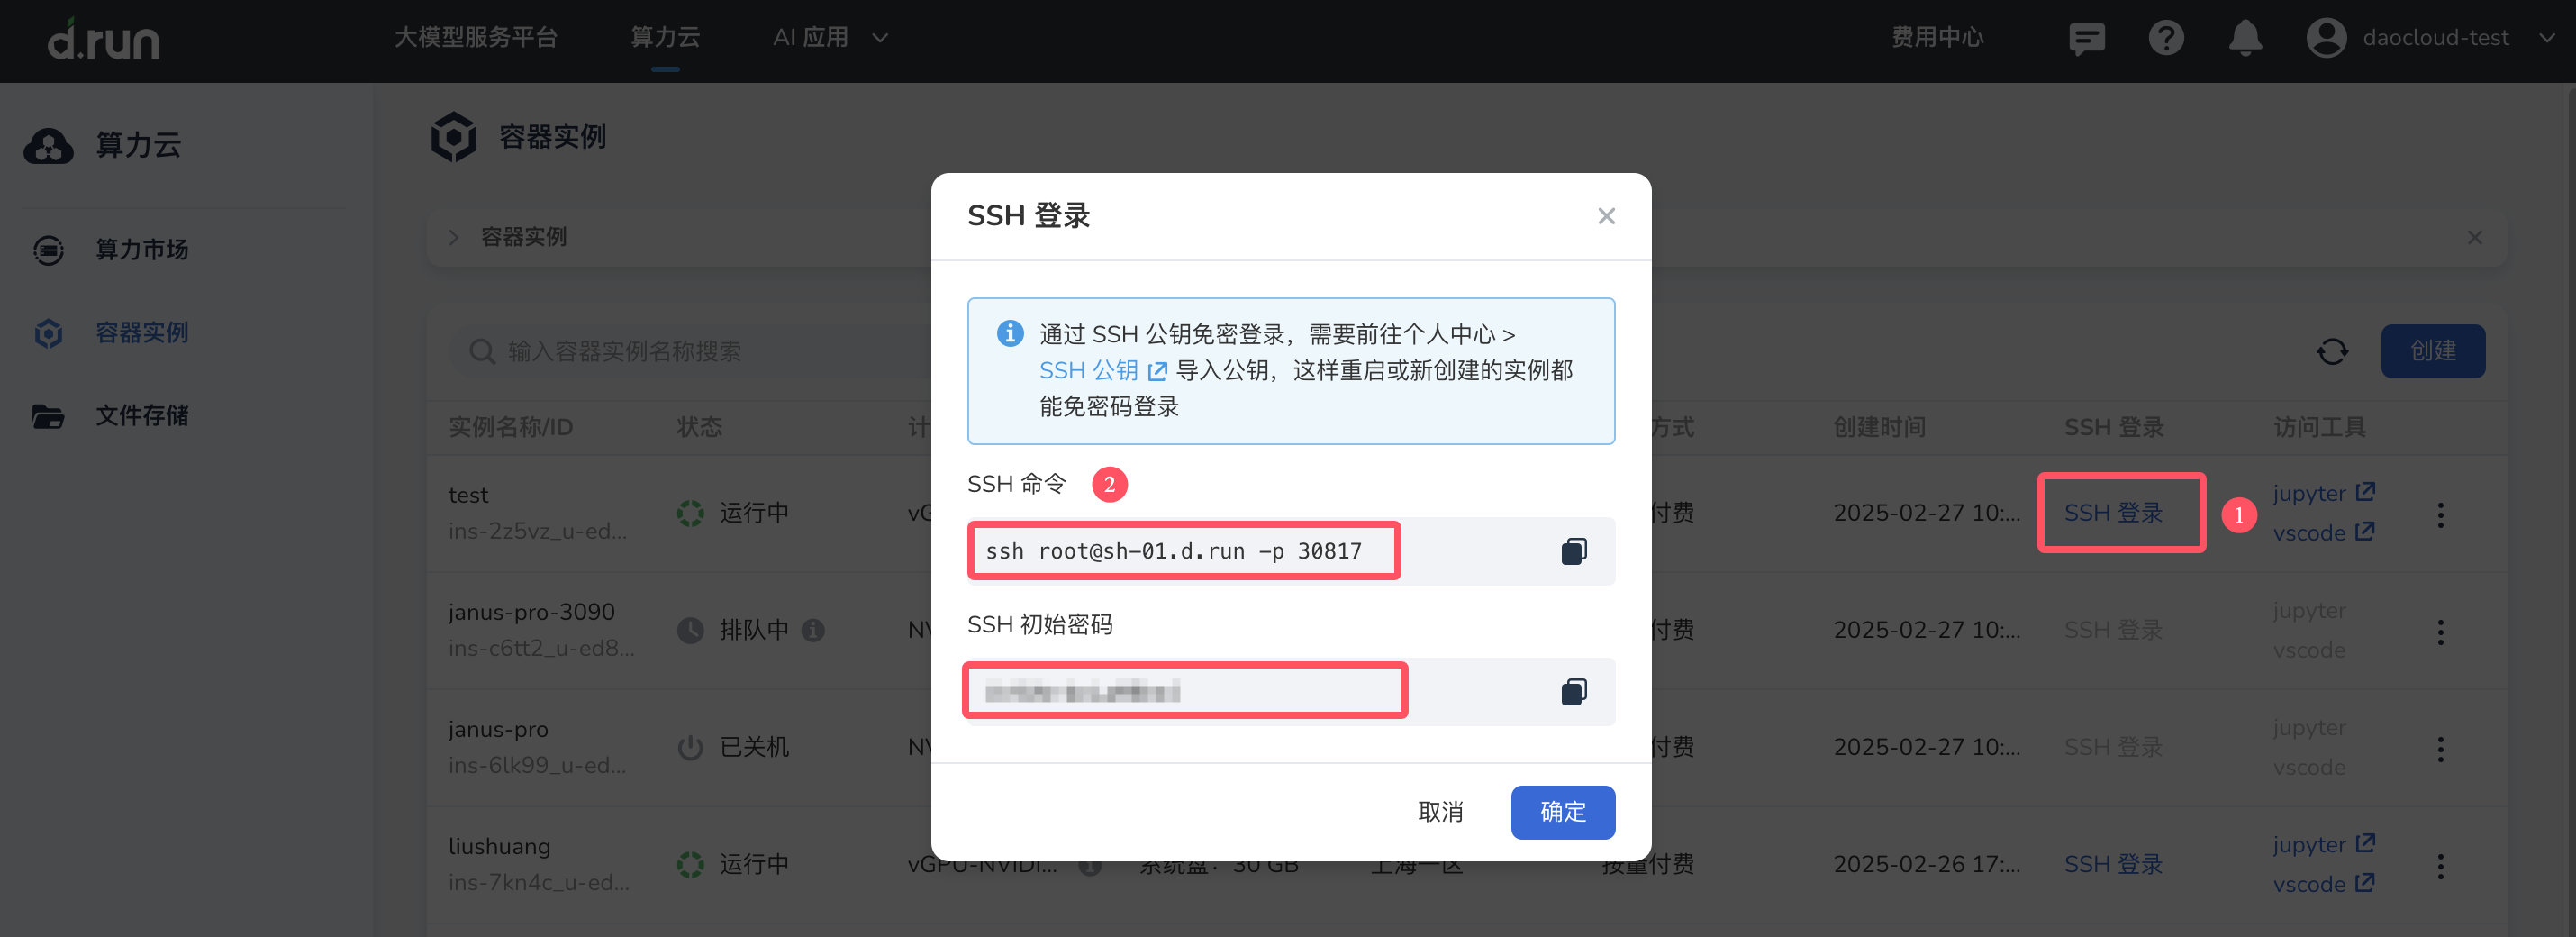 d.run
大模型服务平台
算力云
AI 应用
费用中心
daocloud-test
算力云
算力市场
容器实例
文件存储
容器实例
容器实例
输入容器实例名称搜索
创建
实例名称/ID
状态
计
方式
创建时间
SSH 登录
访问工具
test
ins-2z5vz_u-ed...
运行中
vG
付费
2025-02-27 10:...
SSH 登录
1
jupyter
vscode
janus-pro-3090
ins-c6tt2_u-ed8...
排队中
NV
付费
2025-02-27 10:...
SSH 登录
jupyter
vscode
janus-pro
ins-6lk99_u-ed...
已关机
NV
付费
2025-02-27 10:...
SSH 登录
jupyter
vscode
liushuang
ins-7kn4c_u-ed...
运行中
vGPU-NVIDI...
系统盘：30 GB
上海一区
按量付费
2025-02-26 17:...
SSH 登录
jupyter
vscode
SSH 登录
通过 SSH 公钥免密登录，需要前往个人中心 >
SSH 公钥 导入公钥，这样重启或新创建的实例都
能免密码登录
SSH 命令
2
ssh root@sh-01.d.run -p 30817
SSH 初始密码
取消
确定